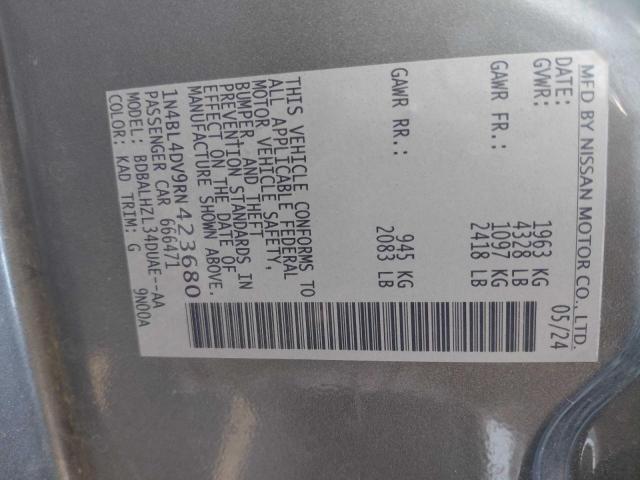 MFD BY NISSAN MOTOR CO., LTD.
DATE: 05/24
GVWR: 1963 KG
4328 LB
GAWR FR.: 1097 KG
2418 LB
GAWR RR.: 945 KG
2083 LB
THIS VEHICLE CONFORMS TO
ALL APPLICABLE FEDERAL
MOTOR VEHICLE SAFETY,
BUMPER, AND THEFT
PREVENTION STANDARDS IN
EFFECT ON THE DATE OF
MANUFACTURE SHOWN ABOVE.
1N4BL4DV9RN423680
PASSENGER CAR 666471
MODEL: BDBALHZL34DUAE--AA
COLOR: KAD TRIM: G 9N00A